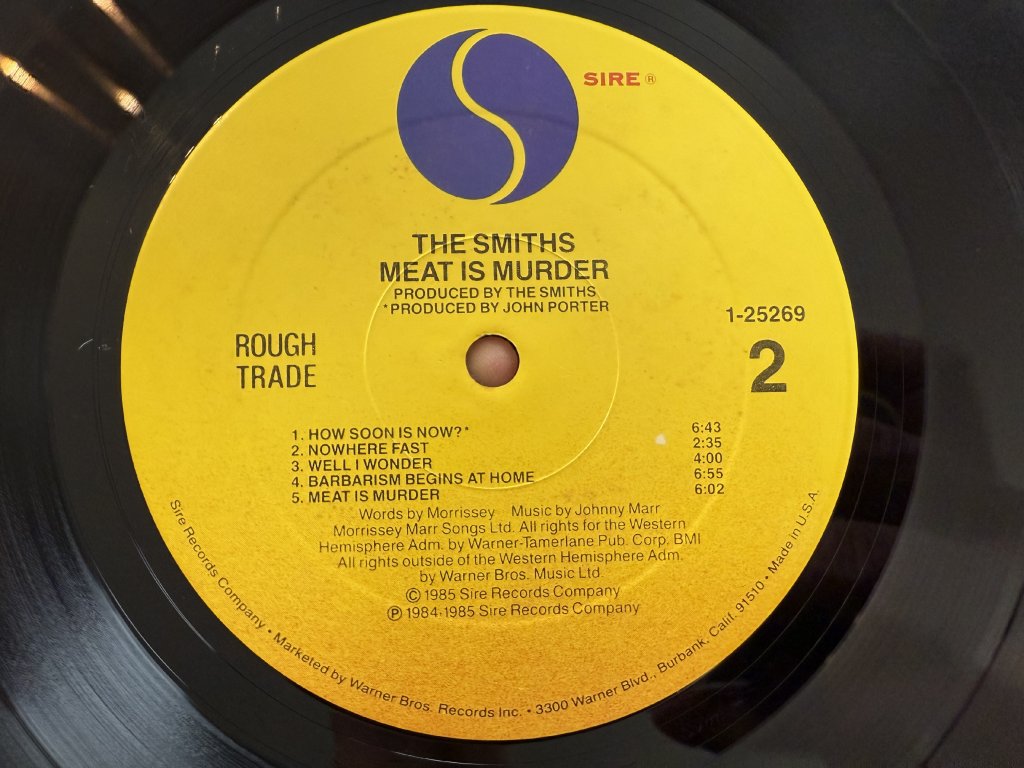 SIRE ®
THE SMITHS
MEAT IS MURDER
PRODUCED BY THE SMITHS
*PRODUCED BY JOHN PORTER
1-25269
2
ROUGH
TRADE
1. HOW SOON IS NOW?* 6:43
2. NOWHERE FAST 2:35
3. WELL I WONDER 4:00
4. BARBARISM BEGINS AT HOME 6:55
5. MEAT IS MURDER 6:02
Words by Morrissey Music by Johnny Marr
Morrissey Marr Songs Ltd. All rights for the Western
Hemisphere Adm. by Warner-Tamerlane Pub. Corp. BMI
All rights outside of the Western Hemisphere Adm.
by Warner Bros. Music Ltd.
© 1985 Sire Records Company
℗ 1984·1985 Sire Records Company
Sire Records Company • Marketed by Warner Bros. Records Inc. • 3300 Warner Blvd., Burbank, Calif. 91510 • Made in U.S.A.